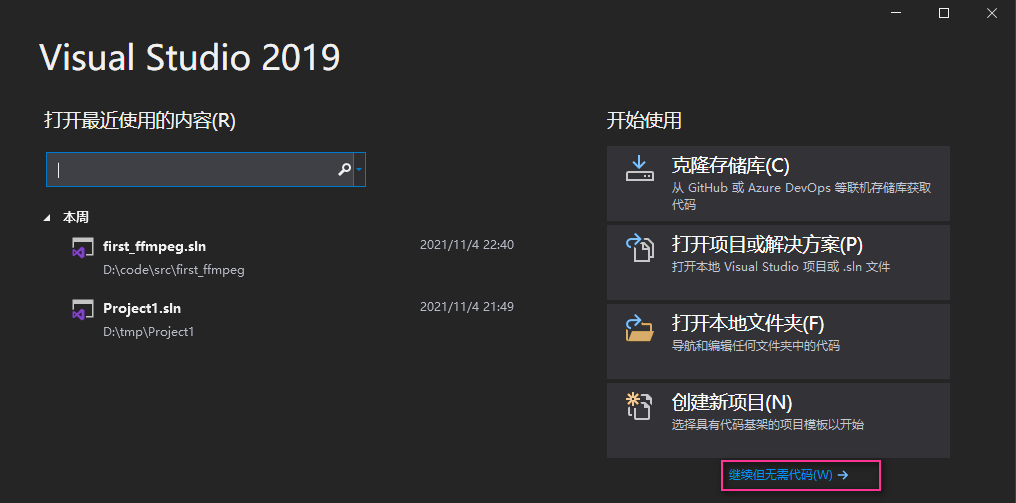 Visual Studio 2019
打开最近使用的内容(R)
本周
first_ffmpeg.sln
2021/11/4 22:40
D:\code\src\first_ffmpeg
Project1.sln
2021/11/4 21:49
D:\tmp\Project1
开始使用
克隆存储库(C)
从 GitHub 或 Azure DevOps 等联机存储库获取
代码
打开项目或解决方案(P)
打开本地 Visual Studio 项目或 .sln 文件
打开本地文件夹(F)
导航和编辑任何文件夹中的代码
创建新项目(N)
选择具有代码基架的项目模板以开始
继续但无需代码(W) →